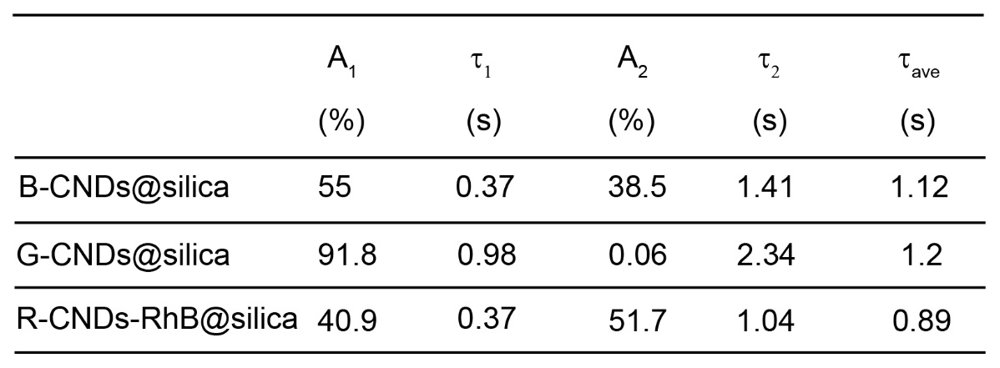 A₁ τ₁ A₂ τ₂ τave
(%) (s) (%) (s) (s)
B-CNDs@silica 55 0.37 38.5 1.41 1.12
G-CNDs@silica 91.8 0.98 0.06 2.34 1.2
R-CNDs-RhB@silica 40.9 0.37 51.7 1.04 0.89